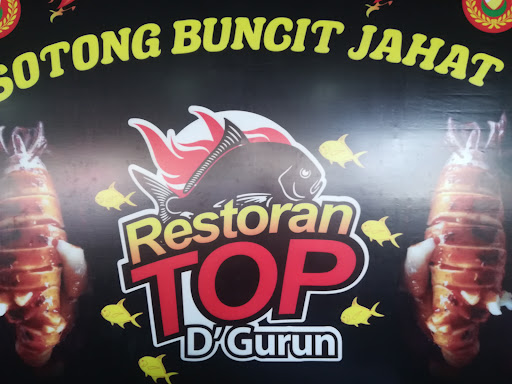 SOTONG BUNCIT JAHAT
Restoran
TOP
D'Gurun